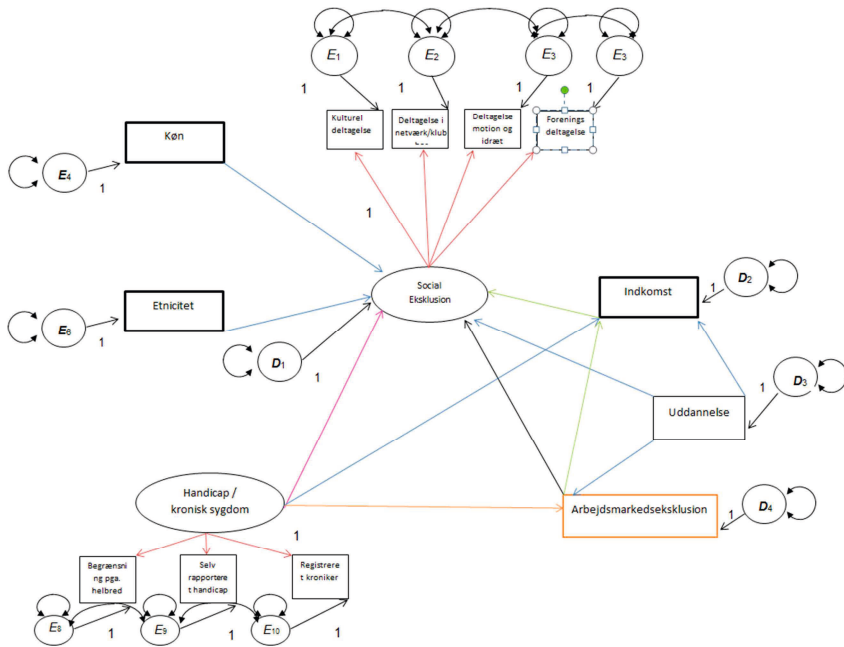 E1
E2
E3
E3
1
1
1
1
Kulturel
deltagelse
Deltagelse i
netværk/klub
Deltagelse
motion og
idræt
Forenings
deltagelse
Køn
E4
1
1
Social
Eksklusion
Indkomst
1
D2
Etnicitet
E6
1
D1
1
1
D3
Uddannelse
Handicap /
kronisk sygdom
Arbejdsmarkedseksklusion
1
D4
1
Begrænsni
ng pga.
helbred
Selv
rapportere
t handicap
Registrere
t kroniker
E8
1
E9
1
E10
1